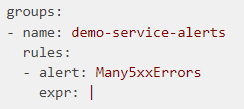 groups:
- name: demo-service-alerts
  rules:
  - alert: Many5xxErrors
    expr: |